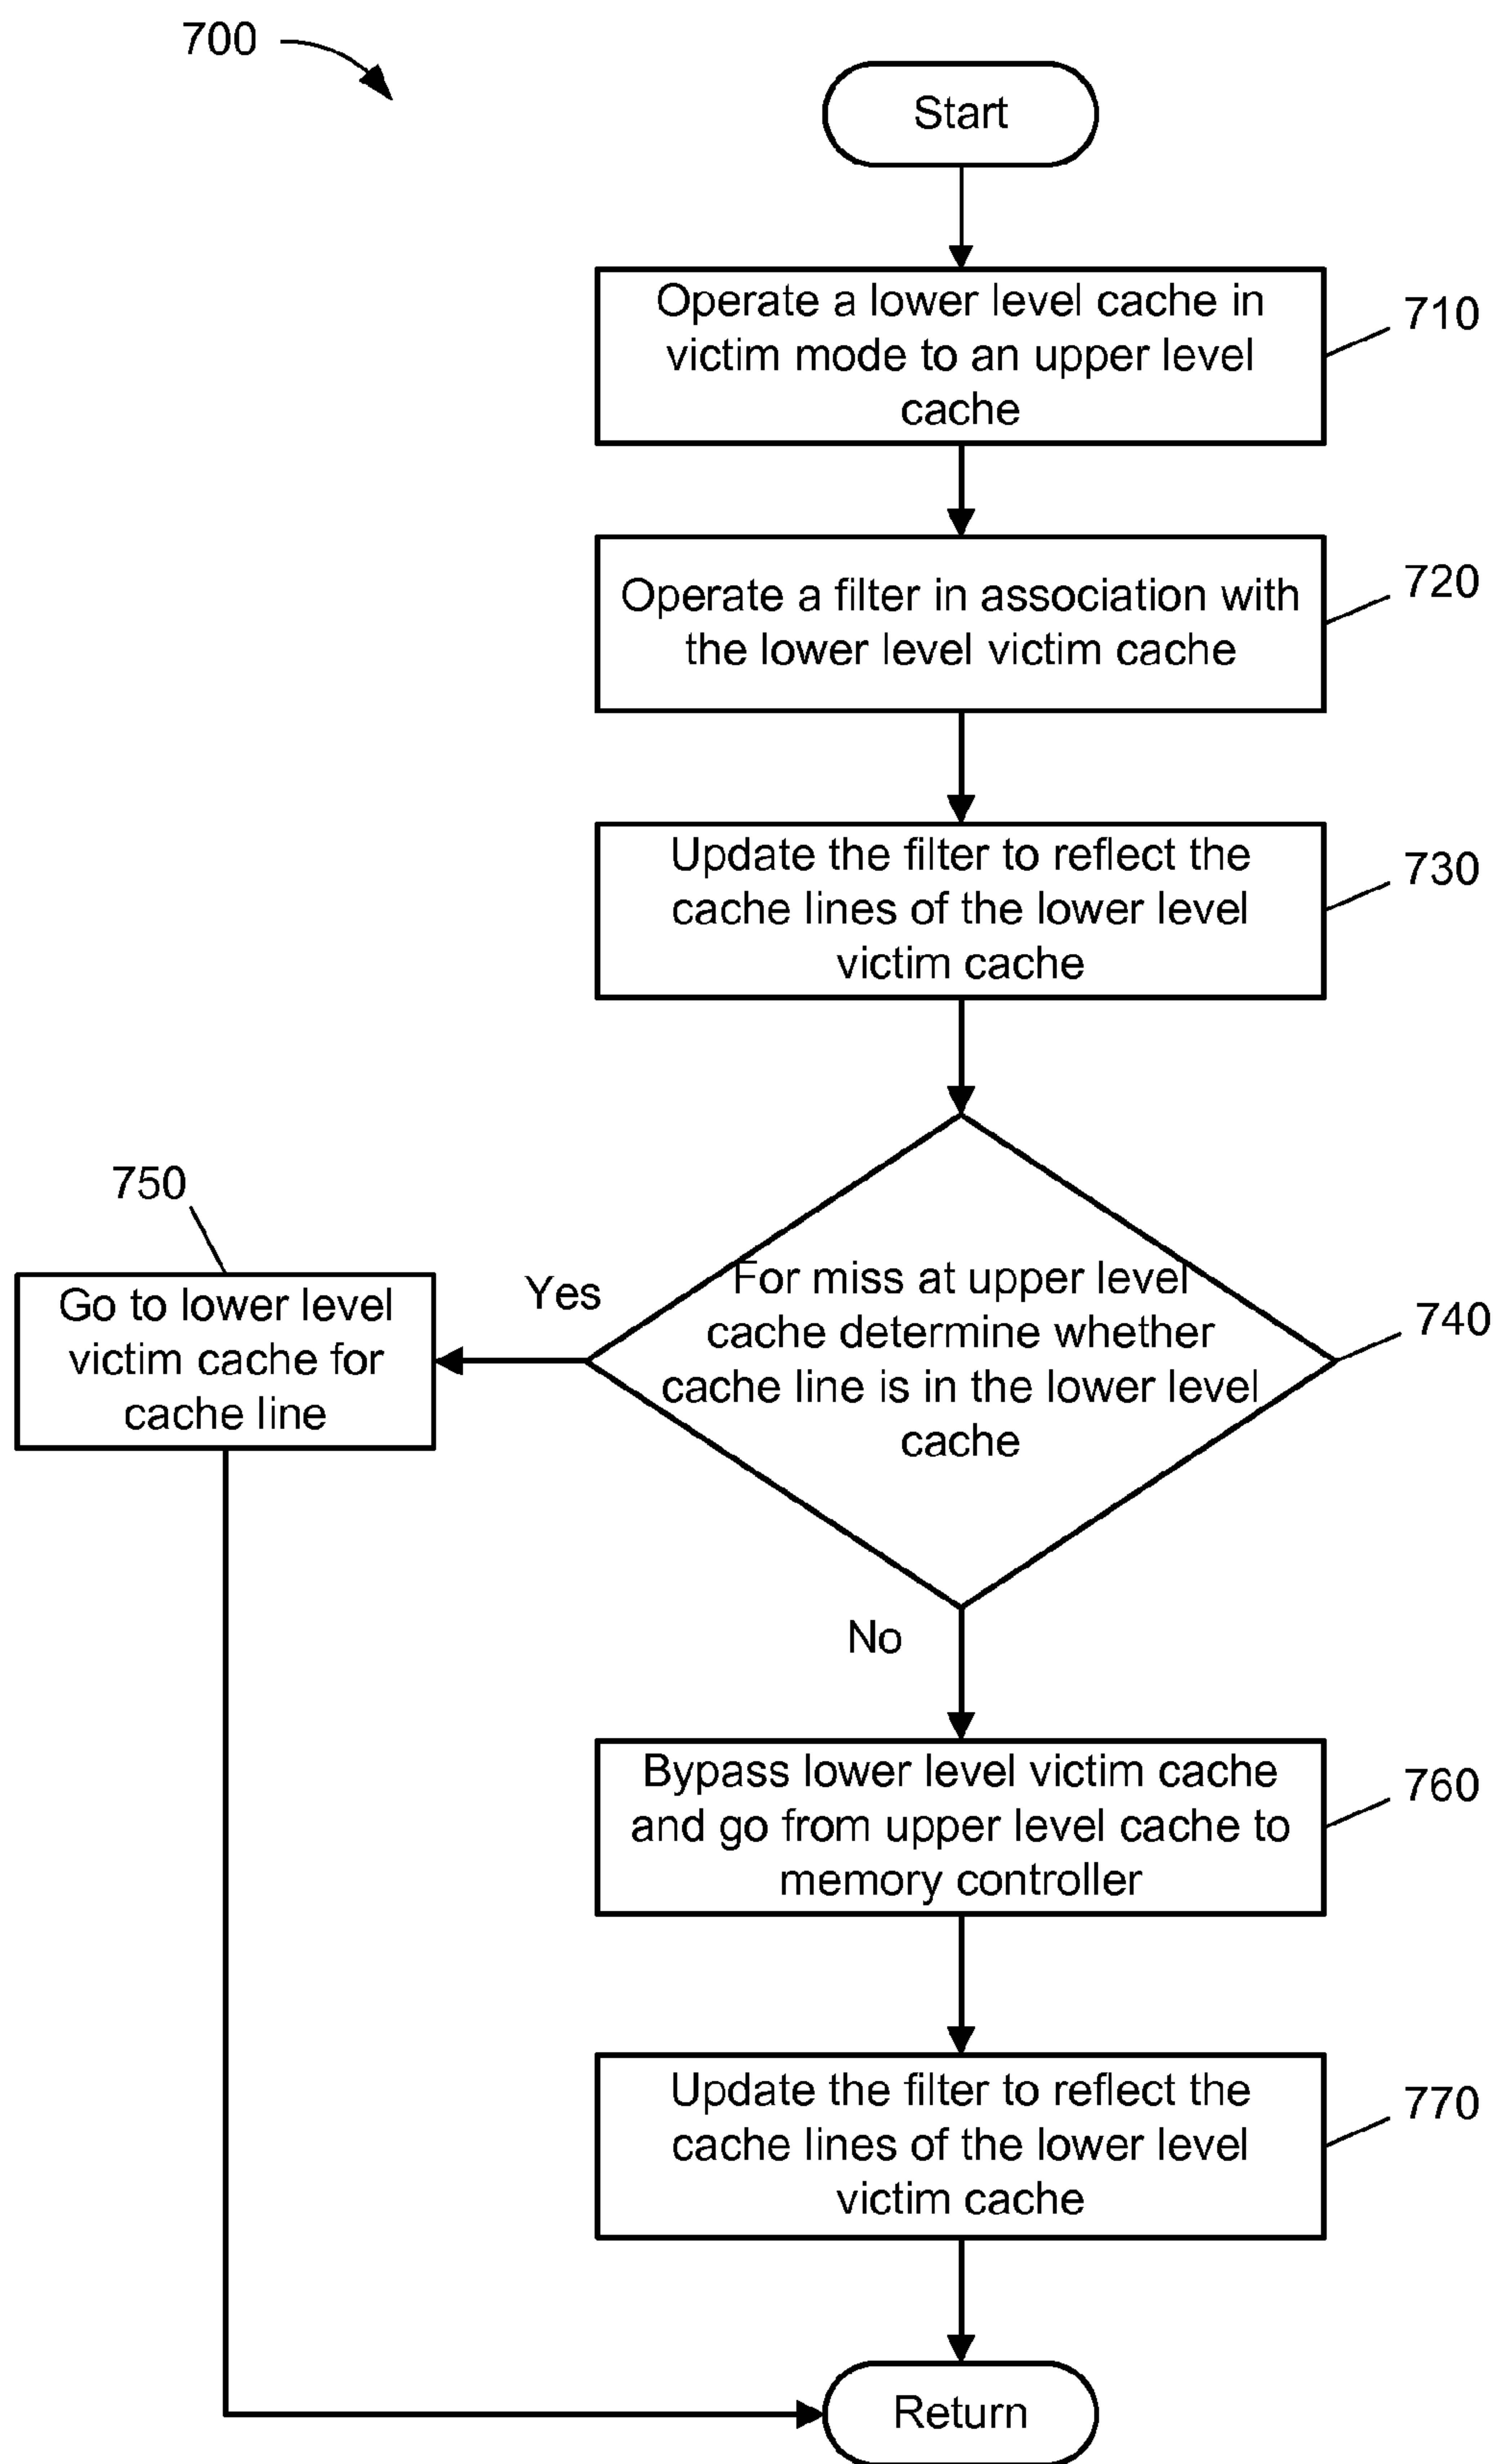 700
Start
Operate a lower level cache in
victim mode to an upper level
cache
710
Operate a filter in association with
the lower level victim cache
720
Update the filter to reflect the
cache lines of the lower level
victim cache
730
For miss at upper level
cache determine whether
cache line is in the lower level
cache
740
Yes
750
Go to lower level
victim cache for
cache line
No
Bypass lower level victim cache
and go from upper level cache to
memory controller
760
Update the filter to reflect the
cache lines of the lower level
victim cache
770
Return